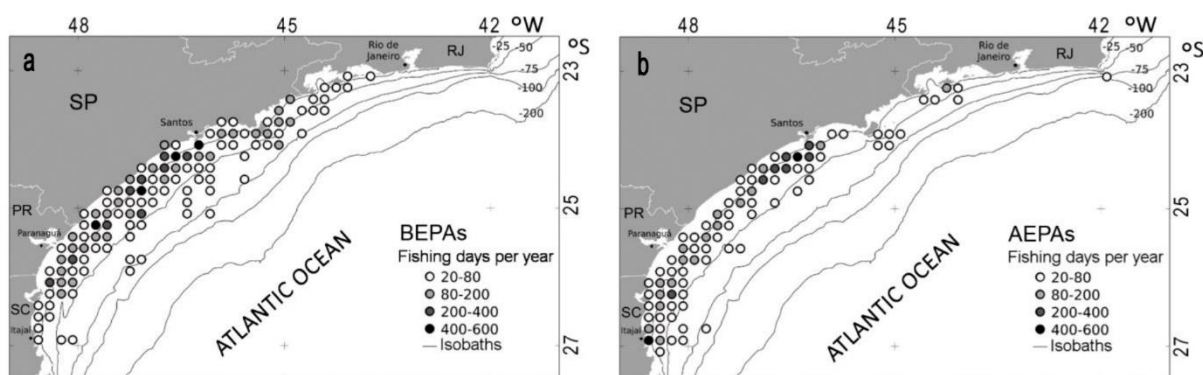 48 45 42 °W
a
Rio de
Janeiro
RJ
-25
-50
°S
23
-75
-100
-200
SP
Santos
25
PR
Paranaguá
BEPAs
Fishing days per year
20-80
80-200
200-400
400-600
Isobaths
SC
Itajaí
ATLANTIC OCEAN
27
48 45 42 °W
b
Rio de
Janeiro
RJ
-25
-50
°S
23
-75
-100
-200
SP
Santos
25
PR
Paranaguá
AEPAs
Fishing days per year
20-80
80-200
200-400
400-600
Isobaths
SC
Itajaí
ATLANTIC OCEAN
27